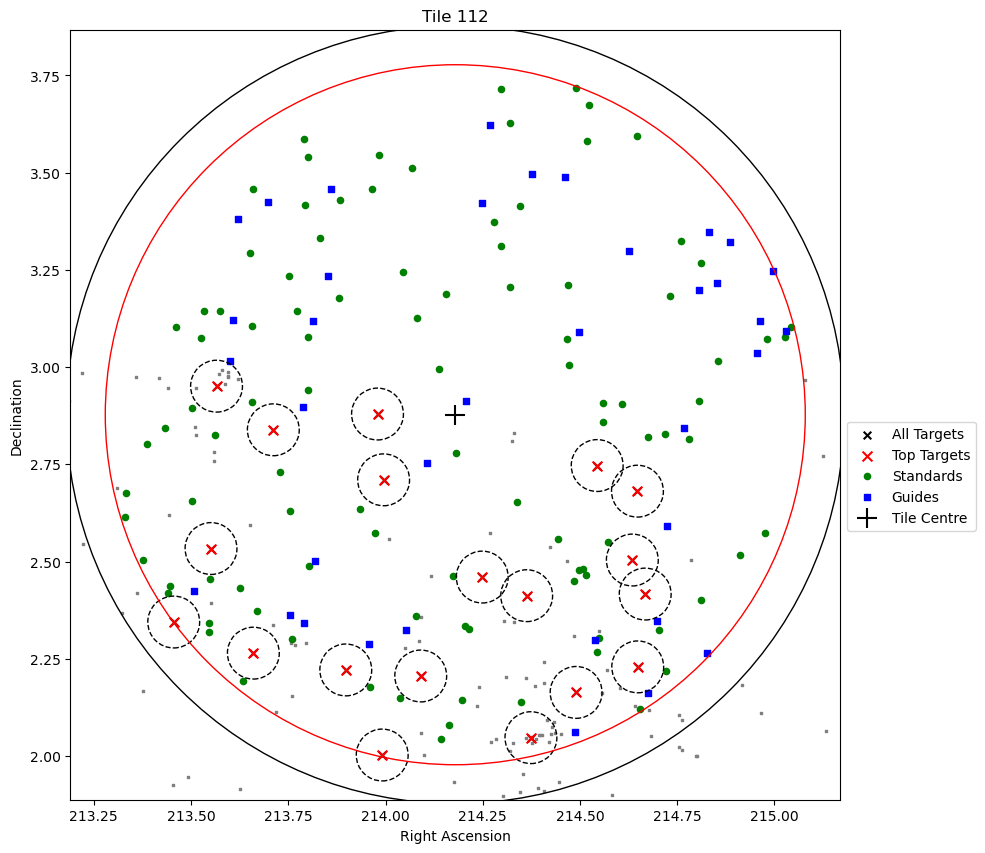 Tile 112
3.75
3.50
3.25
3.00
2.75
2.50
2.25
2.00
Declination
213.25 213.50 213.75 214.00 214.25 214.50 214.75 215.00
Right Ascension
All Targets
Top Targets
Standards
Guides
Tile Centre